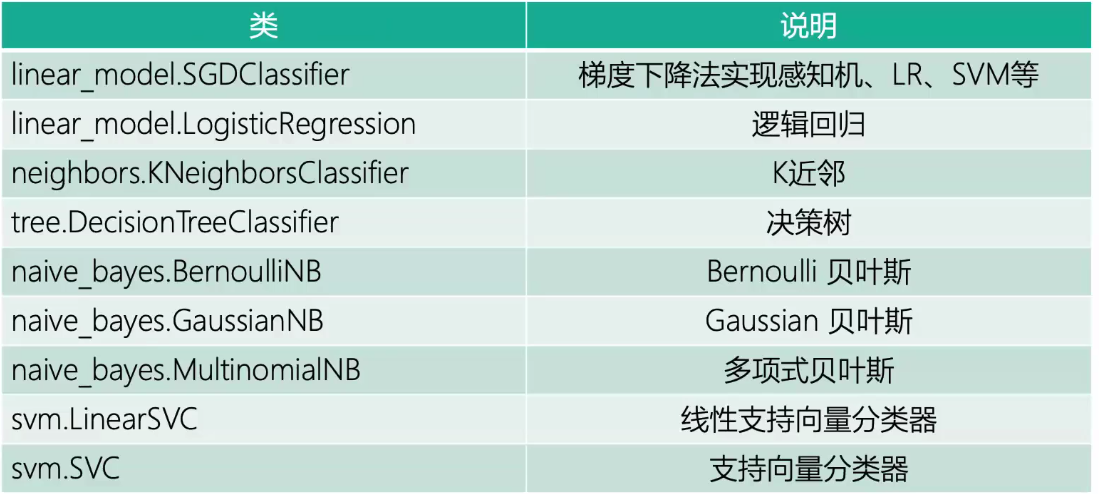 类 说明
linear_model.SGDClassifier 梯度下降法实现感知机、LR、SVM等
linear_model.LogisticRegression 逻辑回归
neighbors.KNeighborsClassifier K近邻
tree.DecisionTreeClassifier 决策树
naive_bayes.BernoulliNB Bernoulli 贝叶斯
naive_bayes.GaussianNB Gaussian 贝叶斯
naive_bayes.MultinomialNB 多项式贝叶斯
svm.LinearSVC 线性支持向量分类器
svm.SVC 支持向量分类器